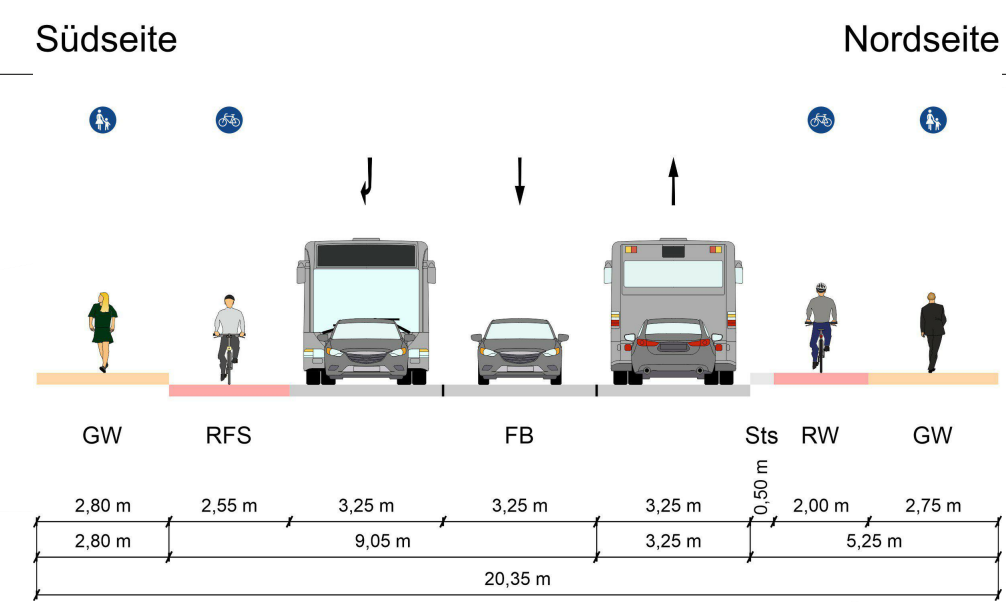 Südseite Nordseite
GW RFS FB Sts RW GW
2,80 m 2,55 m 3,25 m 3,25 m 3,25 m 0,50 m 2,00 m 2,75 m
2,80 m 9,05 m 3,25 m 5,25 m
20,35 m